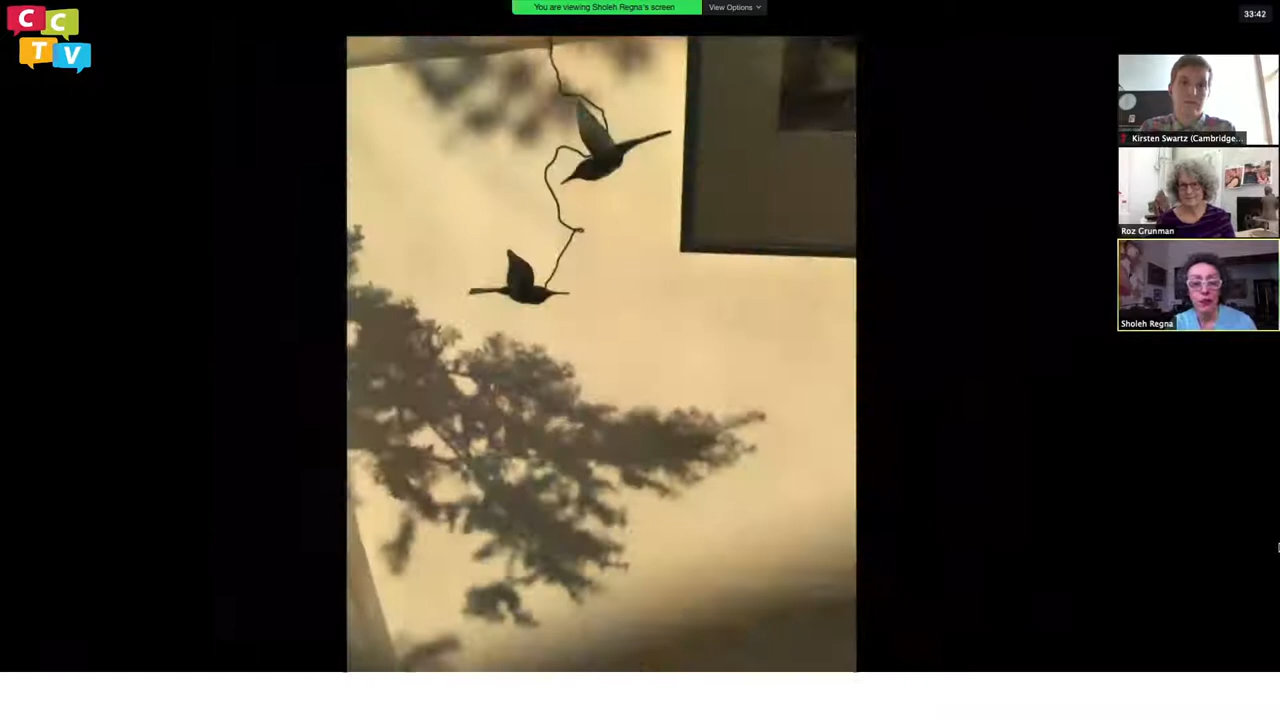 CCTV
You are viewing Sholeh Regna's screen
View Options
33:42
Kirsten Swartz (Cambridge...
Roz Grunman
Sholeh Regna